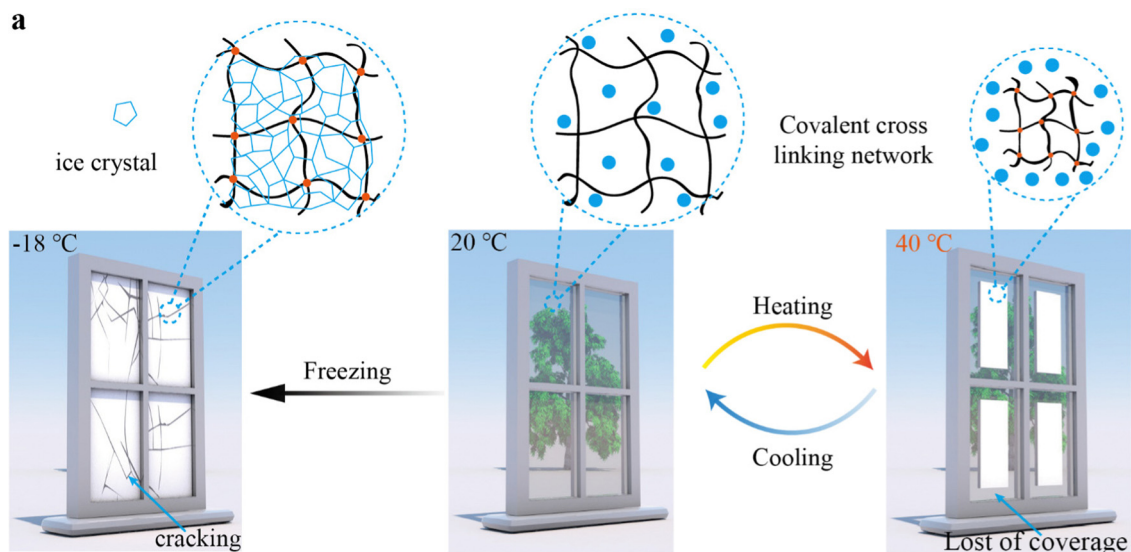 a
ice crystal
Covalent cross
linking network
-18 ℃
20 ℃
40 ℃
Freezing
Heating
Cooling
cracking
Lost of coverage